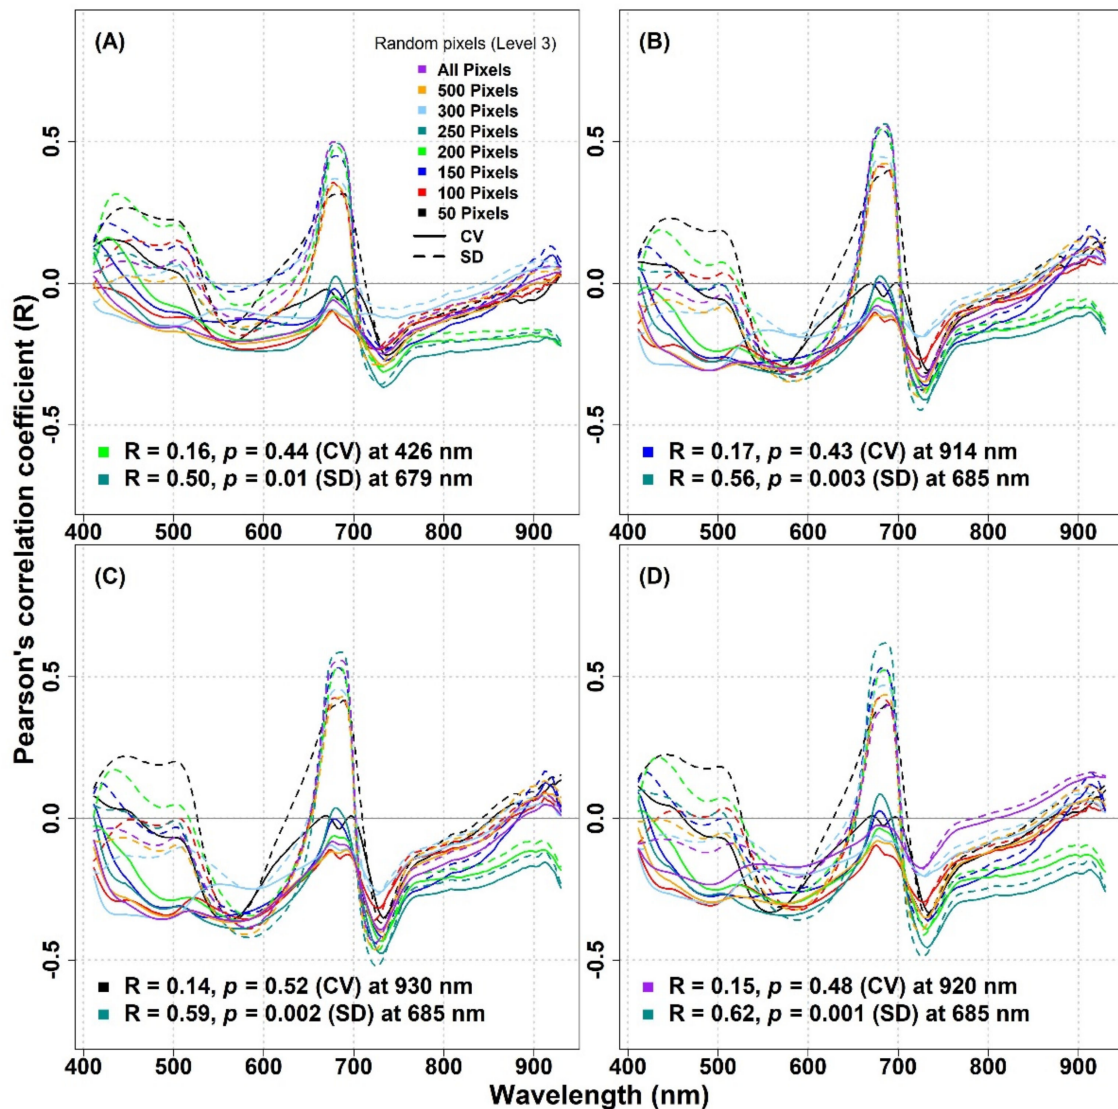 Pearson's correlation coefficient (R)
(A)
Random pixels (Level 3)
All Pixels
500 Pixels
300 Pixels
250 Pixels
200 Pixels
150 Pixels
100 Pixels
50 Pixels
CV
SD
0.5
0.0
-0.5
R = 0.16, p = 0.44 (CV) at 426 nm
R = 0.50, p = 0.01 (SD) at 679 nm
400 500 600 700 800 900
(B)
0.5
0.0
-0.5
R = 0.17, p = 0.43 (CV) at 914 nm
R = 0.56, p = 0.003 (SD) at 685 nm
400 500 600 700 800 900
(C)
0.5
0.0
-0.5
R = 0.14, p = 0.52 (CV) at 930 nm
R = 0.59, p = 0.002 (SD) at 685 nm
400 500 600 700 800 900
(D)
0.5
0.0
-0.5
R = 0.15, p = 0.48 (CV) at 920 nm
R = 0.62, p = 0.001 (SD) at 685 nm
400 500 600 700 800 900
Wavelength (nm)